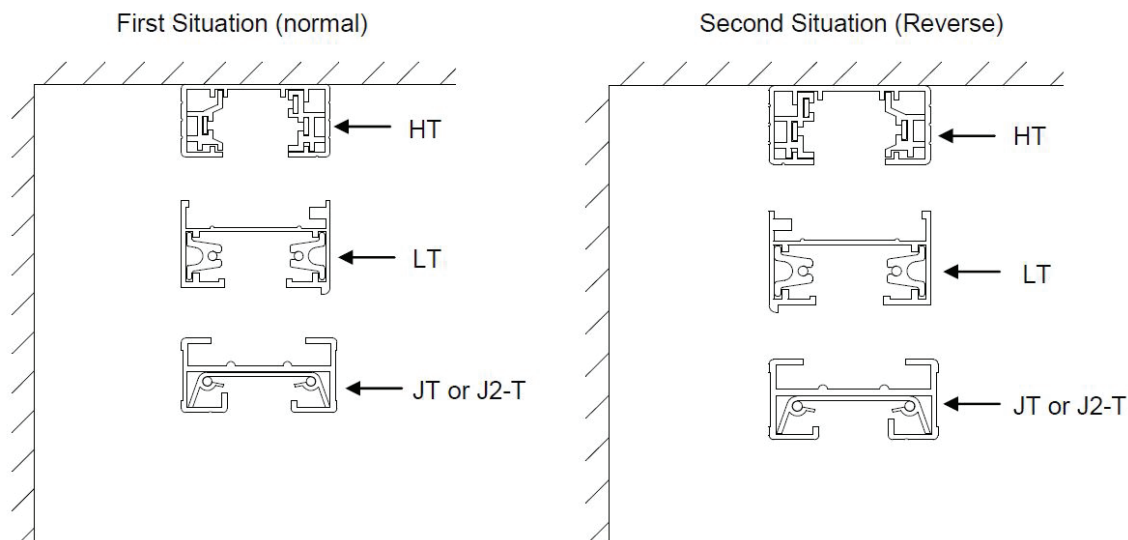 First Situation (normal)
Second Situation (Reverse)
HT
HT
LT
LT
JT or J2-T
JT or J2-T